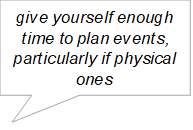 give yourself enough
time to plan events,
particularly if physical
ones